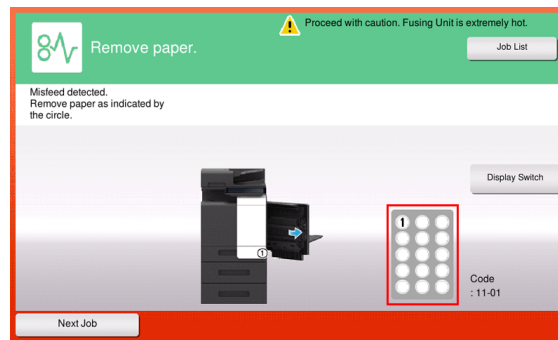 Proceed with caution. Fusing Unit is extremely hot.
Remove paper.
Job List
Misfeed detected.
Remove paper as indicated by
the circle.
Display Switch
1
1
Code
: 11-01
Next Job